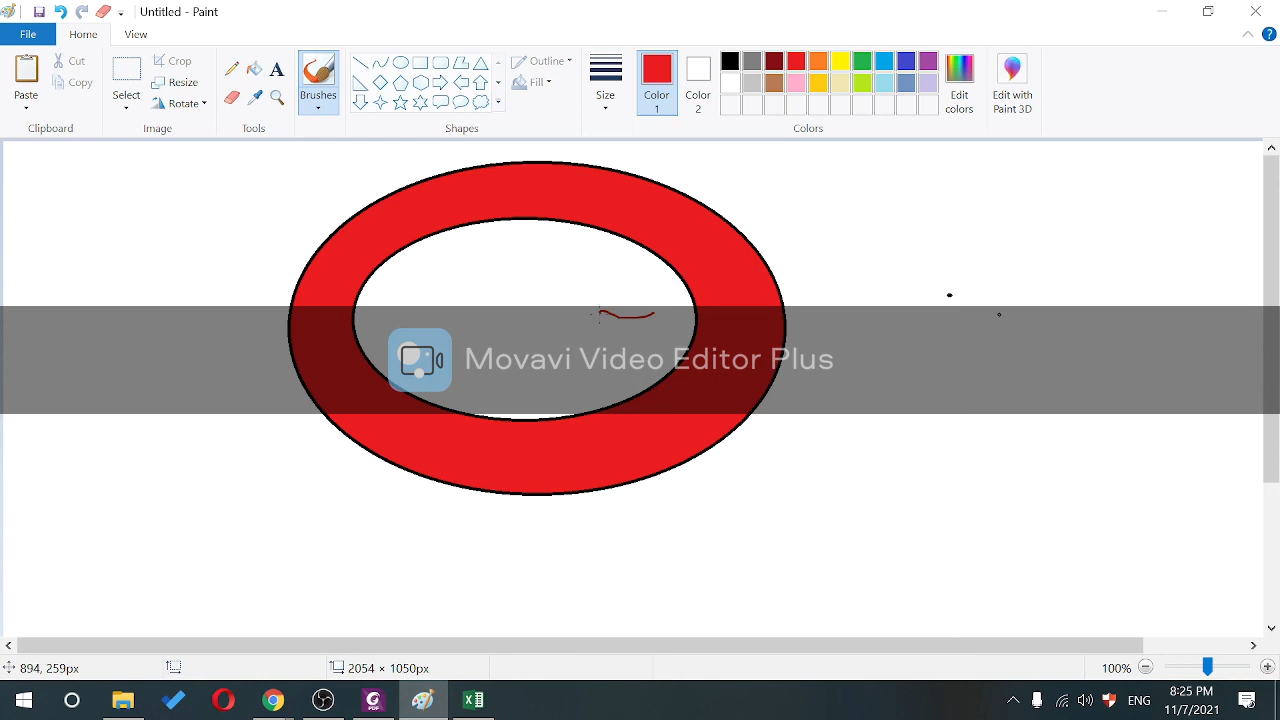 Untitled - Paint
File
Home
View
Paste
Cut
Copy
Clipboard
Select
Crop
Rotate
Image
Tools
Brushes
Shapes
Outline
Fill
Size
Color 1
Color 2
Colors
Edit colors
Edit with Paint 3D
Movavi Video Editor Plus
894, 259px
2054 × 1050px
100%
ENG
8:25 PM
11/7/2021